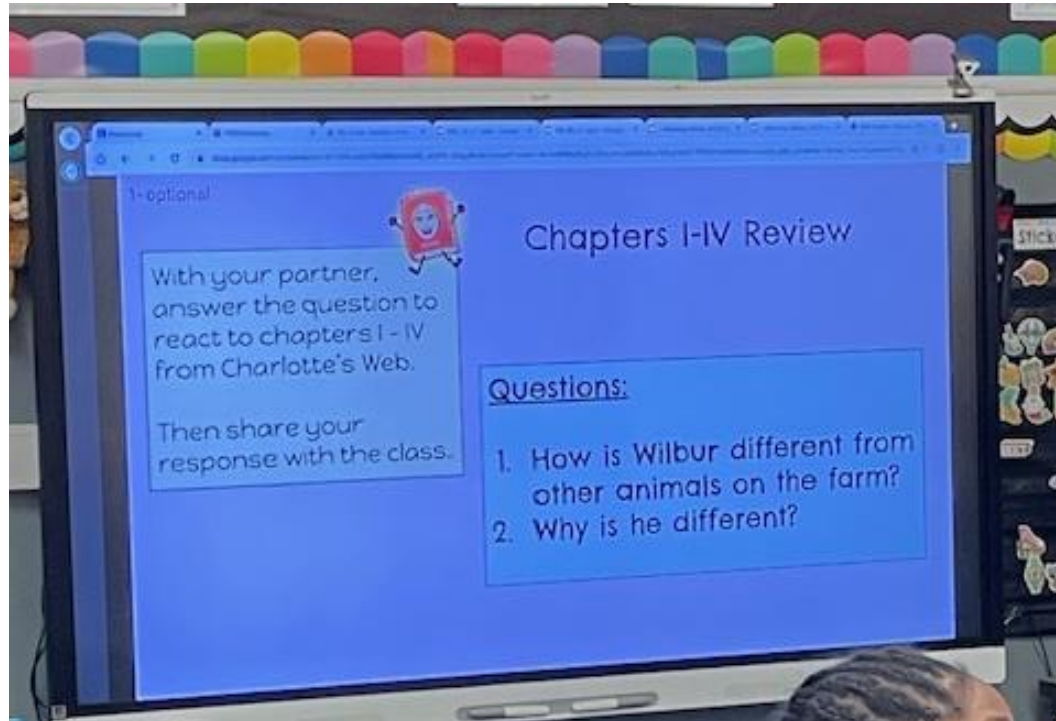 1-optional
Chapters I-IV Review
With your partner,
answer the question to
react to chapters I - IV
from Charlotte's Web.
Then share your
response with the class.
Questions:
1. How is Wilbur different from
other animals on the farm?
2. Why is he different?
Stick